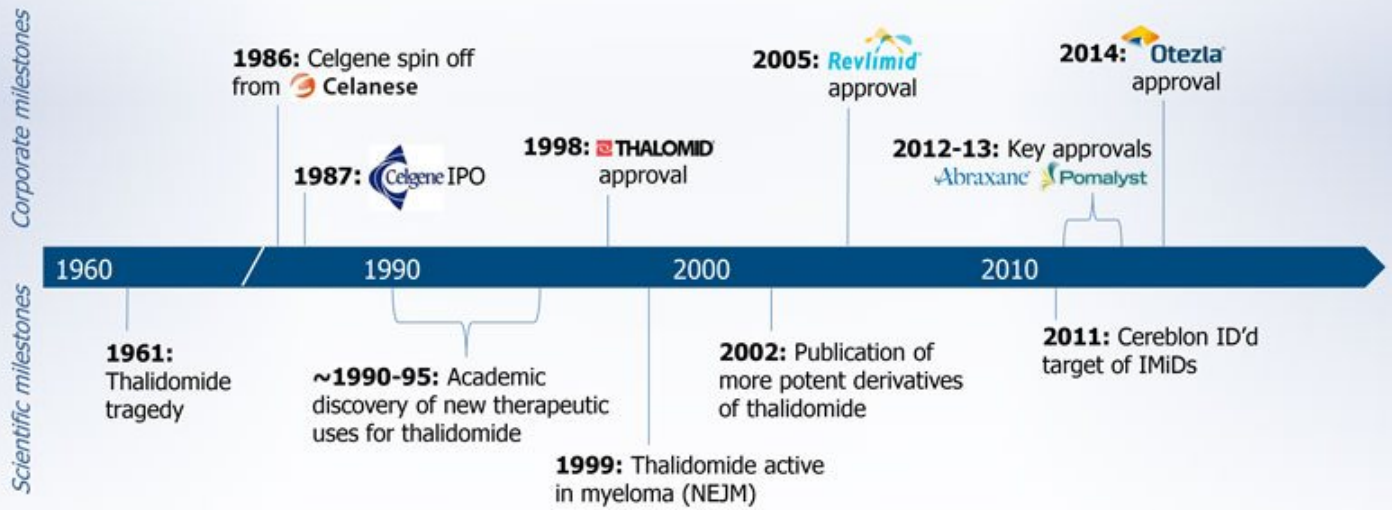 Corporate milestones
1986: Celgene spin off
from Celanese
1987: Celgene IPO
1998: THALOMID
approval
2005: Revlimid
approval
2012-13: Key approvals
Abraxane Pomalyst
2014: Otezla
approval
1960 1990 2000 2010
Scientific milestones
1961:
Thalidomide
tragedy
~1990-95: Academic
discovery of new therapeutic
uses for thalidomide
1999: Thalidomide active
in myeloma (NEJM)
2002: Publication of
more potent derivatives
of thalidomide
2011: Cereblon ID’d
target of IMiDs